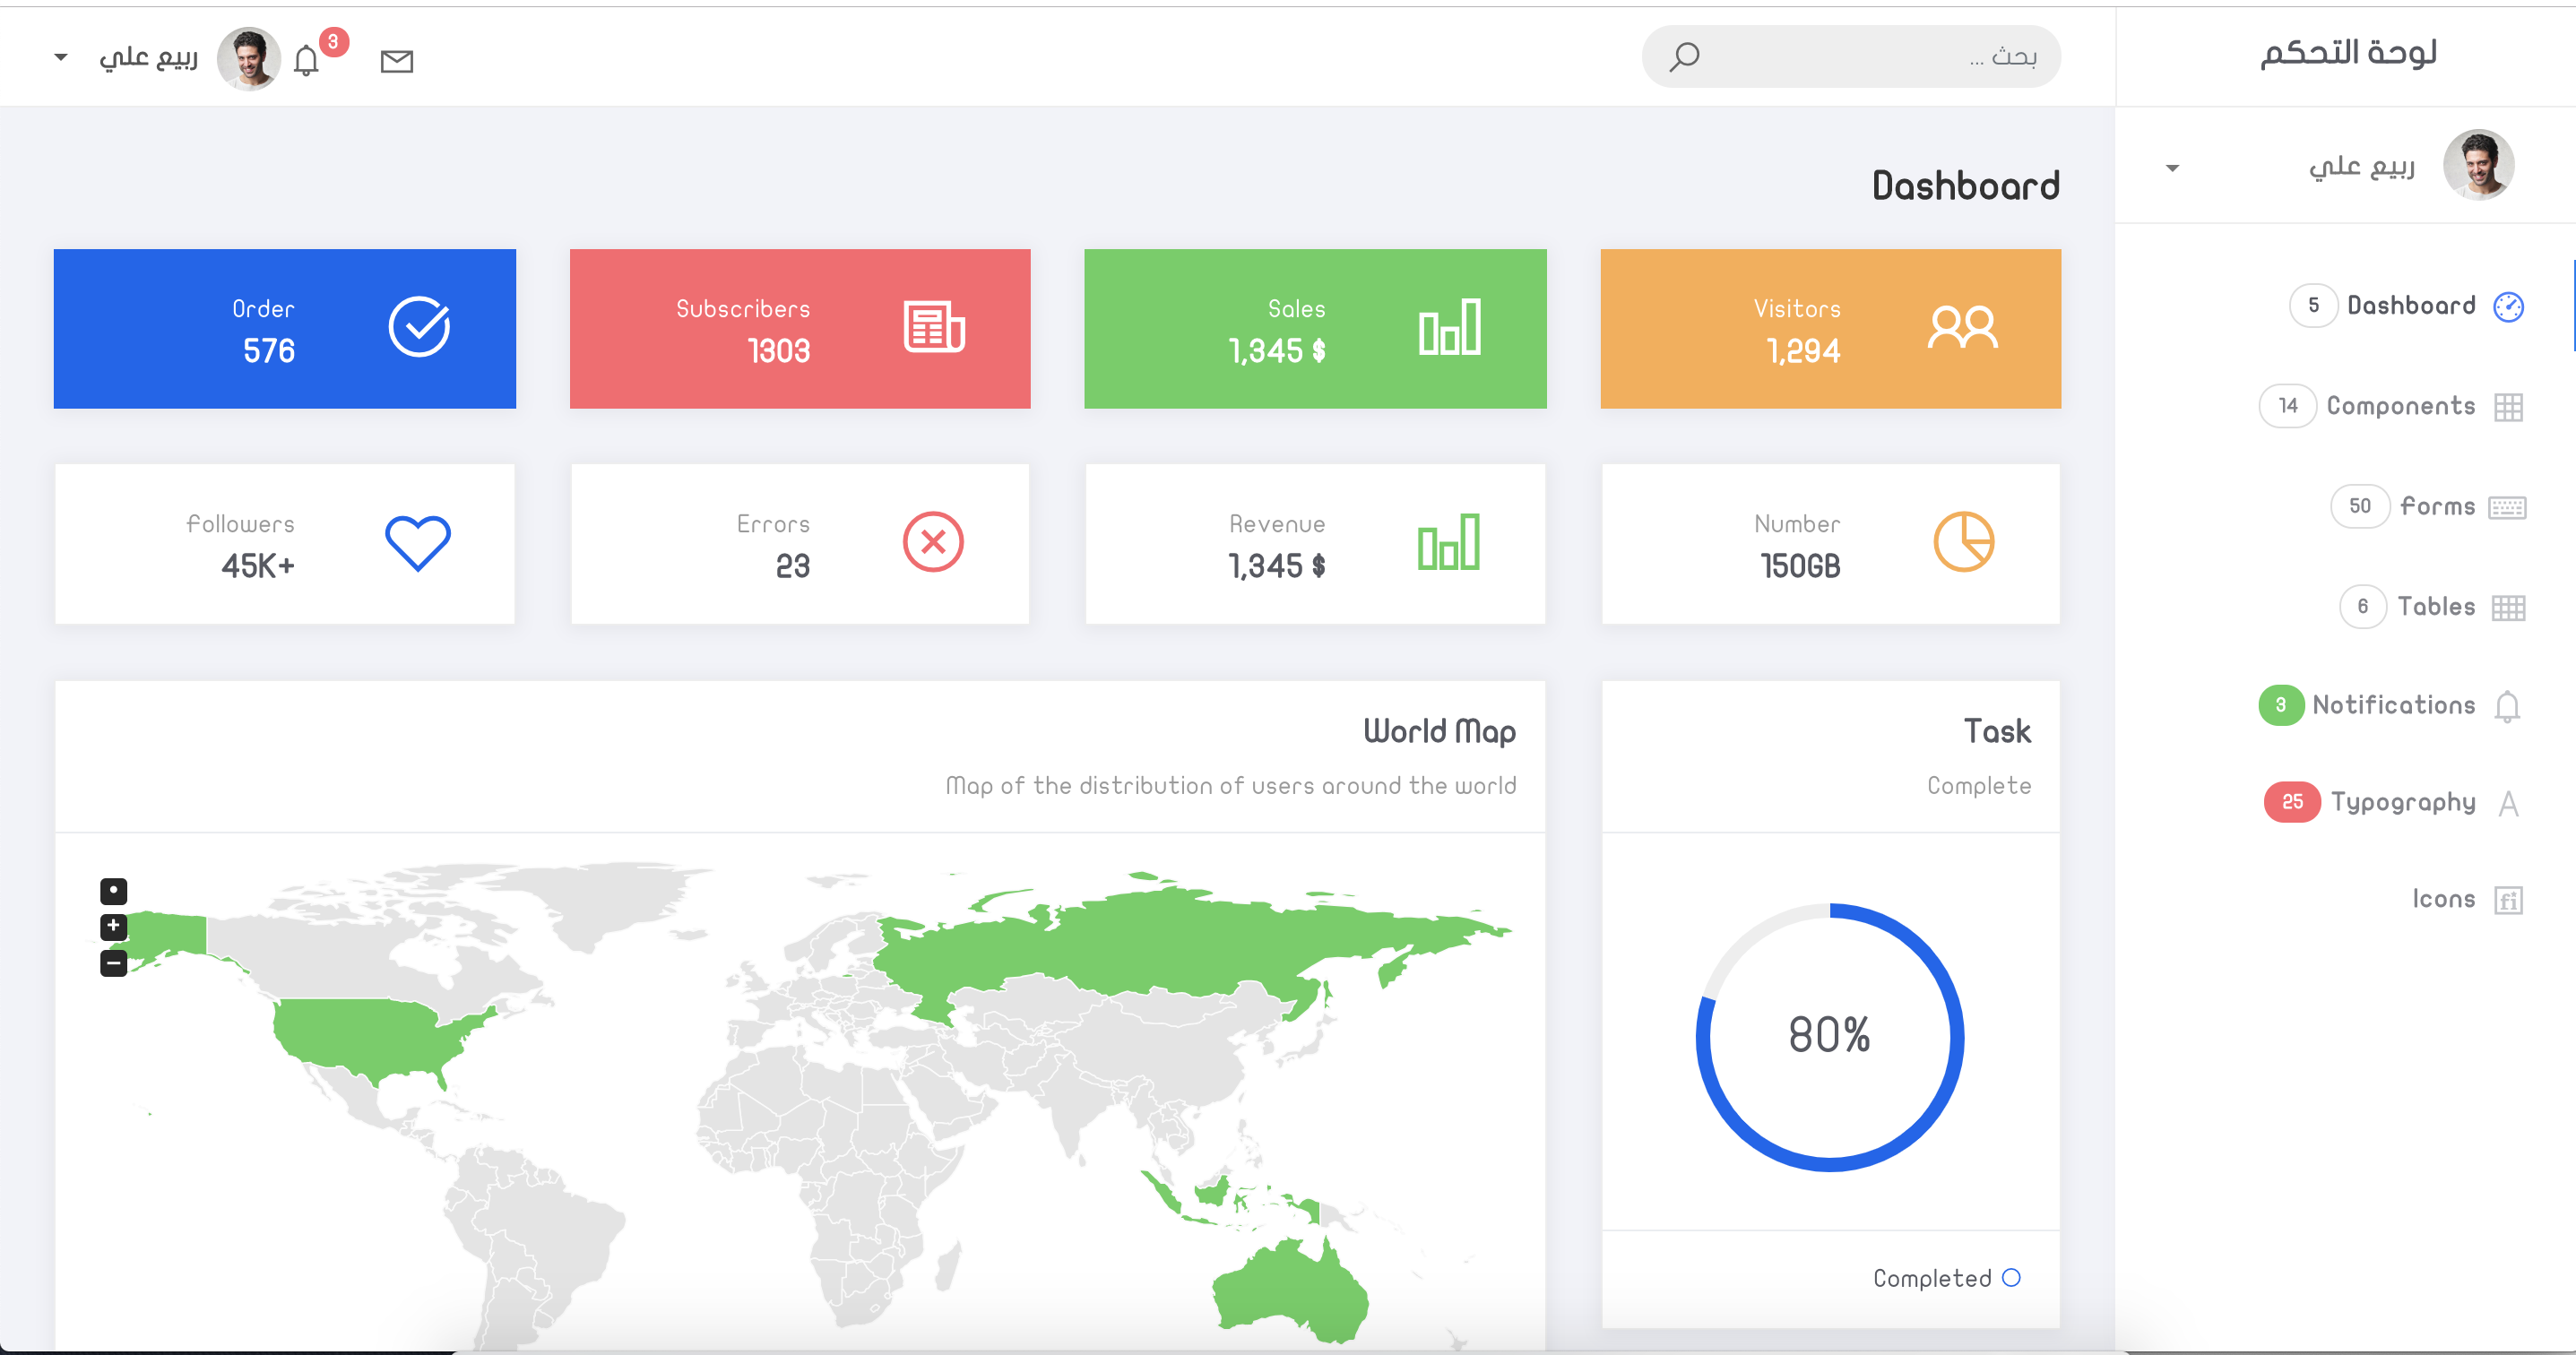 لوحة التحكم
بحث ...
3
ربيع علي
ربيع علي
Dashboard 5
Components 14
Forms 50
Tables 6
Notifications 3
Typography 25
Icons
Dashboard
Visitors
1,294
Sales
1,345 $
Subscribers
1303
Order
576
Number
150GB
Revenue
1,345 $
Errors
23
Followers
45K+
Task
Complete
80%
Completed
World Map
Map of the distribution of users around the world